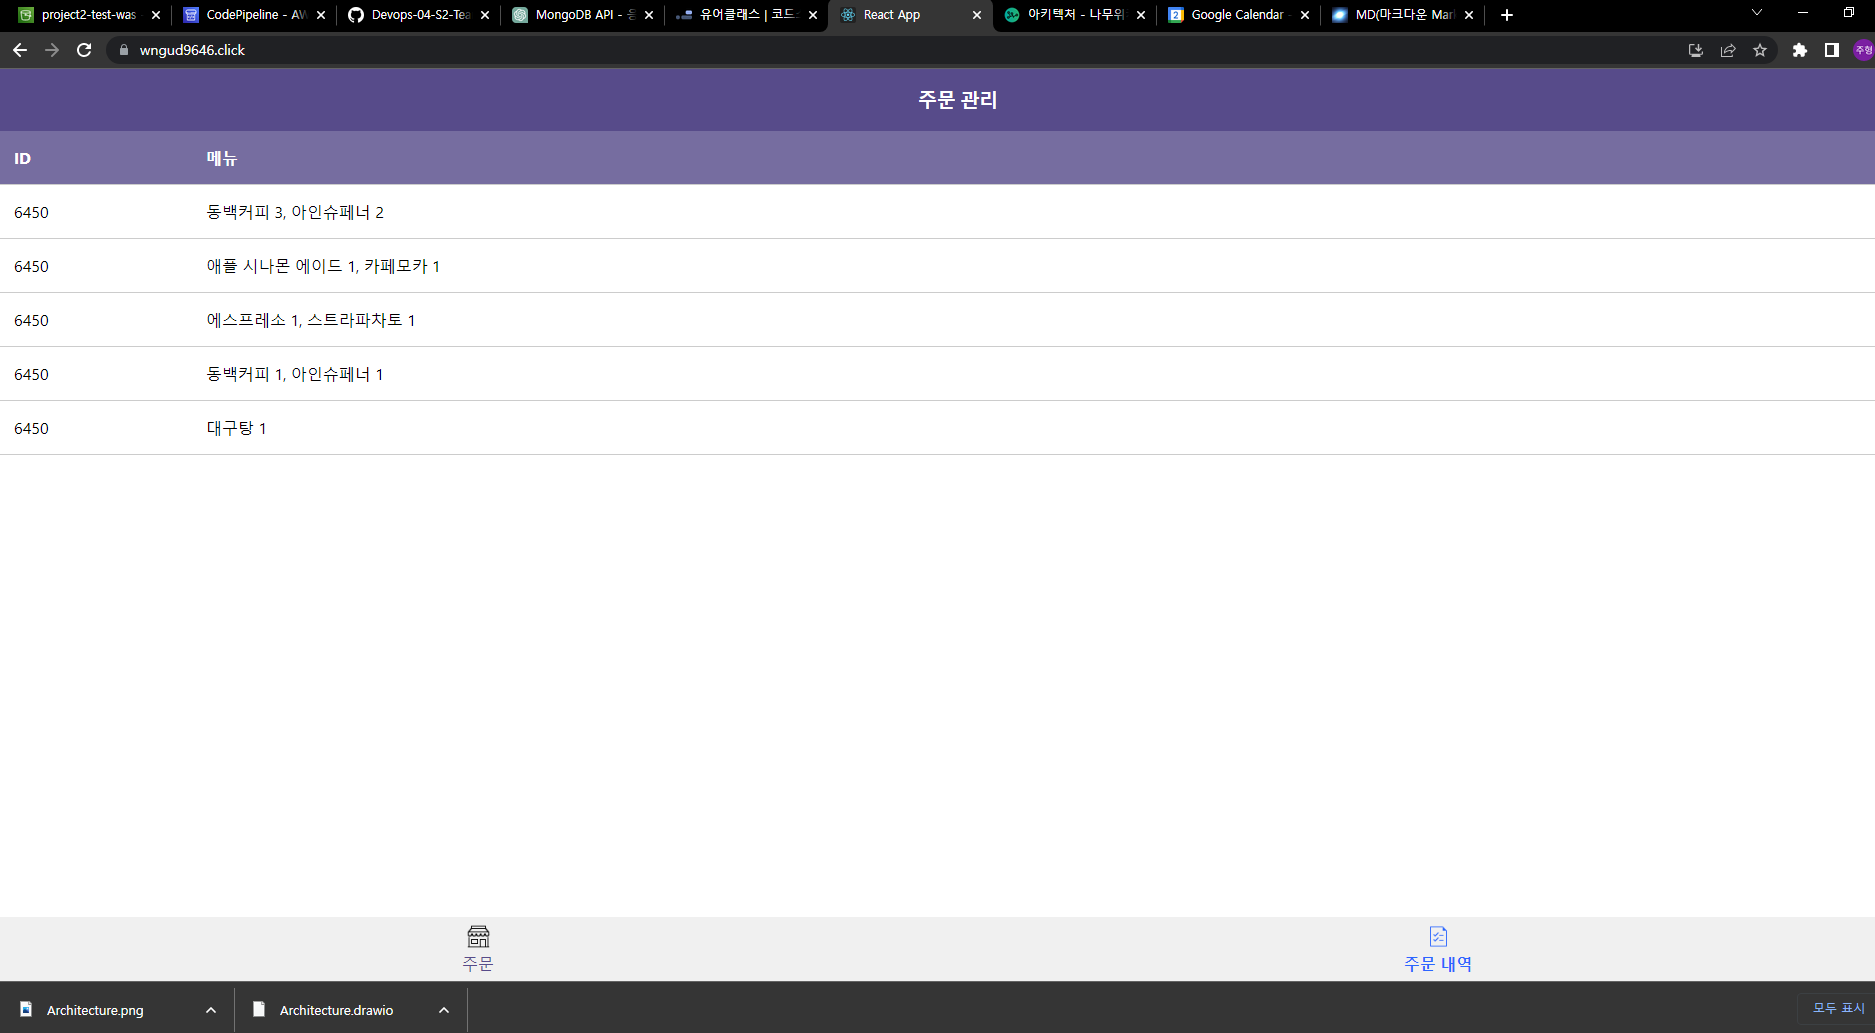 project2-test-was
CodePipeline - AW
Devops-04-S2-Tea
MongoDB API - 몽
유어클래스 | 코드스
React App
아키텍처 - 나무위키
Google Calendar -
MD(마크다운 Mar
wngud9646.click
주형
주문 관리
ID 메뉴
6450 동백커피 3, 아인슈페너 2
6450 애플 시나몬 에이드 1, 카페모카 1
6450 에스프레소 1, 스트라파차토 1
6450 동백커피 1, 아인슈페너 1
6450 대구탕 1
주문
주문 내역
Architecture.png
Architecture.drawio
모두 표시